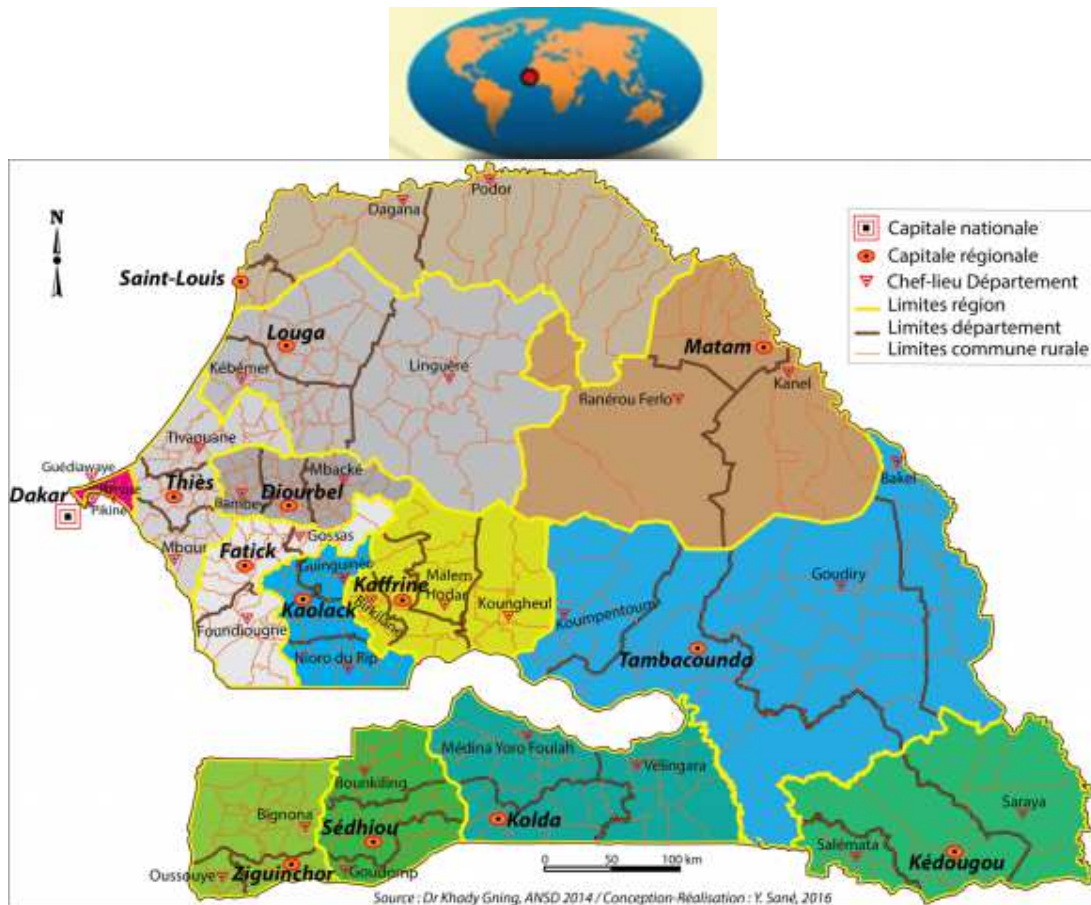 N
Podor
Dagana
Saint-Louis
Louga
Kébémer
Linguère
Matam
Kanel
Ranérou Ferlo
Tivaouane
Guédiawaye
Dakar
Pikine
Thiès
Bambey
Diourbel
Mbacké
Bakel
Mbour
Fatick
Gossas
Guinguinéo
Kaolack
Birkilane
Kaffrine
Malem
Hodar
Koungheul
Koumpentoum
Goudiry
Foundiougne
Nioro du Rip
Tambacounda
Médina Yoro Foulah
Vélingara
Bounkiling
Bignona
Sédhiou
Kolda
Saraya
Salémata
Kédougou
Oussouye
Ziguinchor
Goudomp
Capitale nationale
Capitale régionale
Chef-lieu Département
Limites région
Limites département
Limites commune rurale
0 50 100 km
Source : Dr Khady Gning, ANSD 2014 / Conception-Réalisation : Y. Sané, 2016